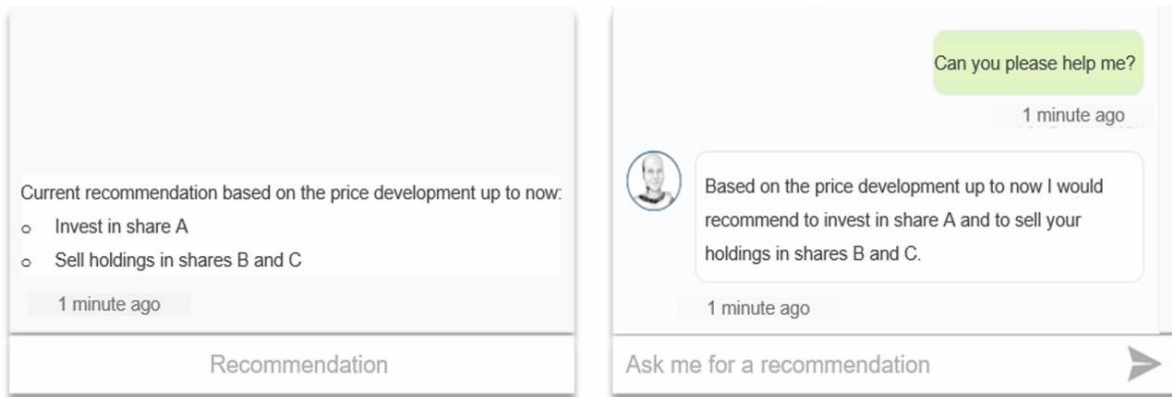 Current recommendation based on the price development up to now:
o Invest in share A
o Sell holdings in shares B and C
1 minute ago
Recommendation
Can you please help me?
1 minute ago
Based on the price development up to now I would
recommend to invest in share A and to sell your
holdings in shares B and C.
1 minute ago
Ask me for a recommendation